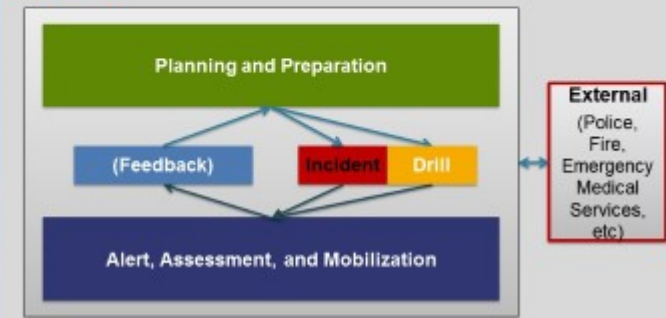 Planning and Preparation
(Feedback)
Incident
Drill
Alert, Assessment, and Mobilization
External
(Police,
Fire,
Emergency
Medical
Services,
etc)